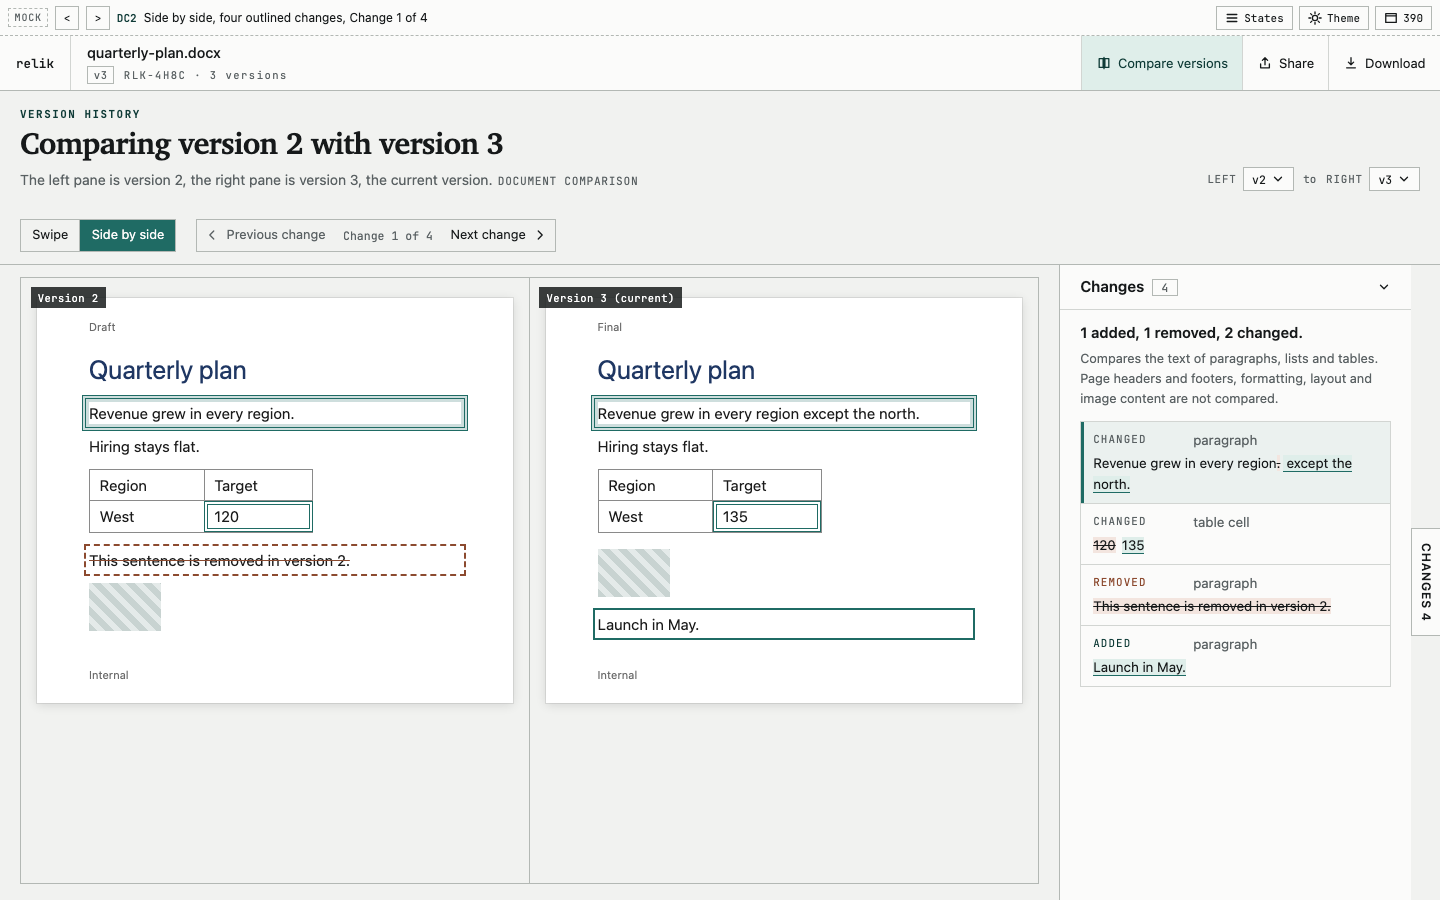 MOCK < > DC2 Side by side, four outlined changes, Change 1 of 4 States Theme 390
relik
quarterly-plan.docx
v3 RLK-4H8C · 3 versions
Compare versions Share Download
VERSION HISTORY
Comparing version 2 with version 3
The left pane is version 2, the right pane is version 3, the current version. DOCUMENT COMPARISON
LEFT v2 to RIGHT v3
Swipe Side by side Previous change Change 1 of 4 Next change
Version 2
Draft
Quarterly plan
Revenue grew in every region.
Hiring stays flat.
Region Target
West 120
This sentence is removed in version 2.
Internal
Version 3 (current)
Final
Quarterly plan
Revenue grew in every region except the north.
Hiring stays flat.
Region Target
West 135
Launch in May.
Internal
Changes 4
1 added, 1 removed, 2 changed.
Compares the text of paragraphs, lists and tables.
Page headers and footers, formatting, layout and
image content are not compared.
CHANGED paragraph
Revenue grew in every region. except the
north.
CHANGED table cell
120 135
REMOVED paragraph
This sentence is removed in version 2.
ADDED paragraph
Launch in May.
CHANGES 4